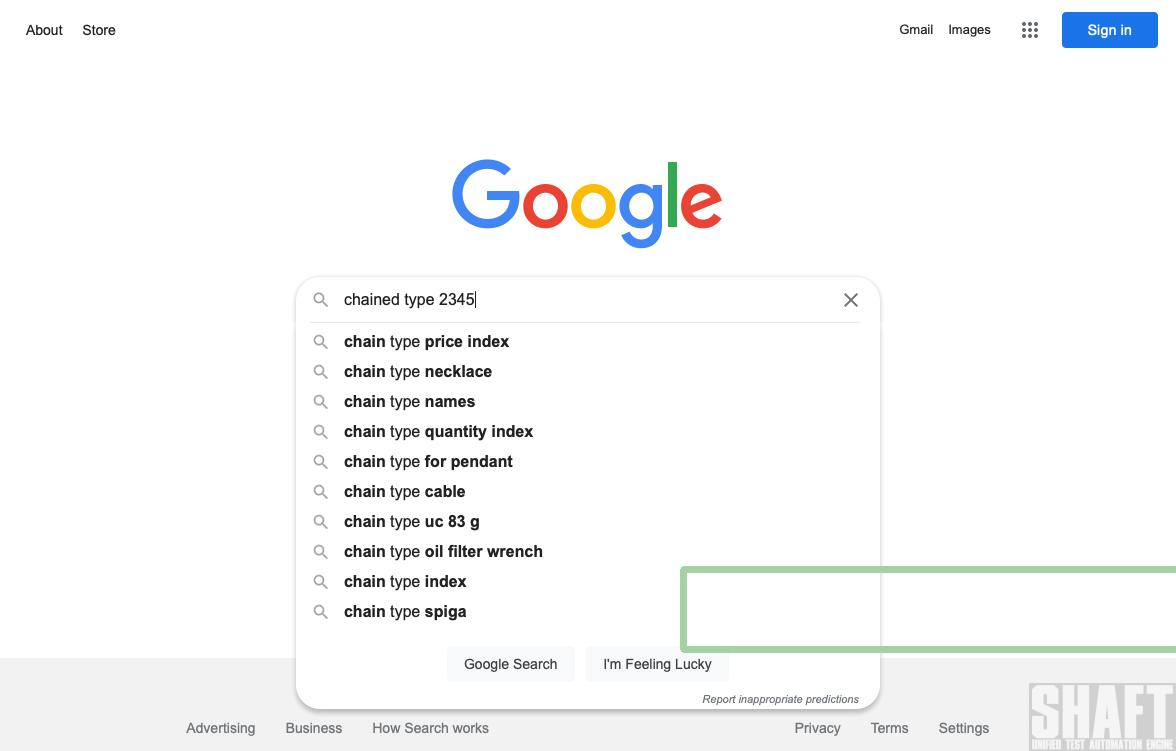 About Store Gmail Images Sign in
Google
chained type 2345
chain type price index
chain type necklace
chain type names
chain type quantity index
chain type for pendant
chain type cable
chain type uc 83 g
chain type oil filter wrench
chain type index
chain type spiga
Google Search I'm Feeling Lucky
Report inappropriate predictions
Advertising Business How Search works Privacy Terms Settings
SHAFT
UNIFIED TEST AUTOMATION ENGINE